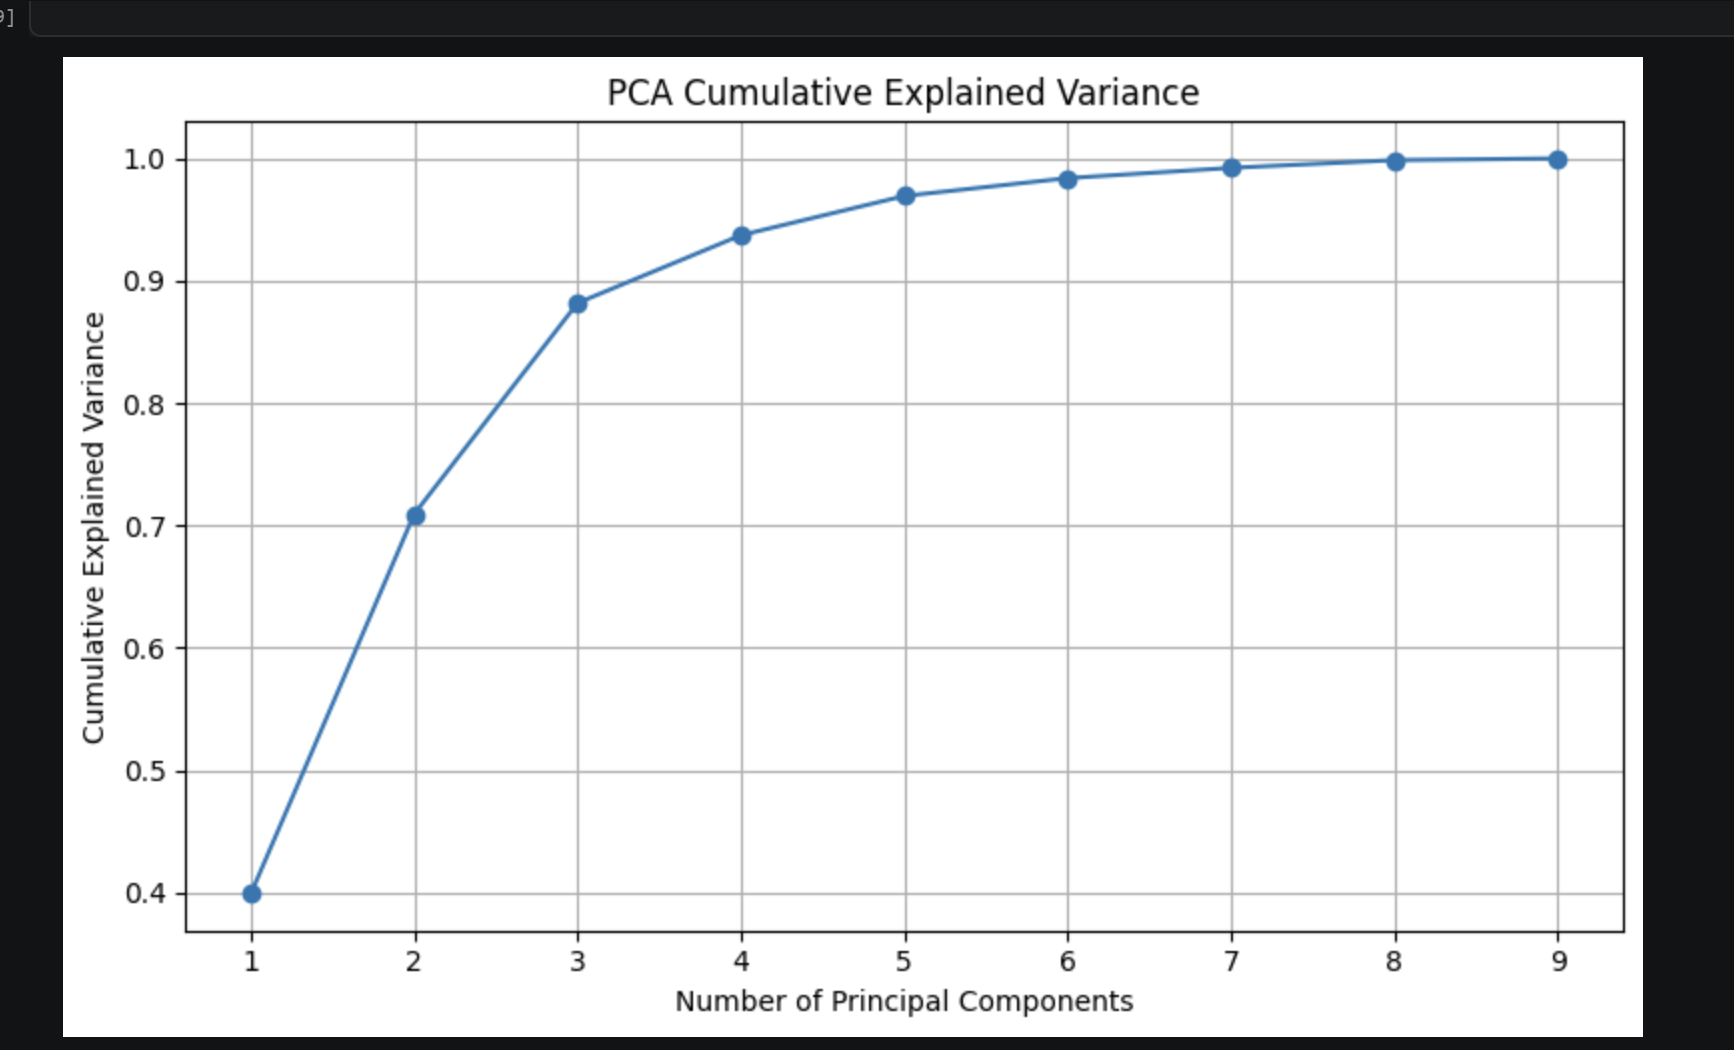 9]
PCA Cumulative Explained Variance
Cumulative Explained Variance
1.0
0.9
0.8
0.7
0.6
0.5
0.4
1 2 3 4 5 6 7 8 9
Number of Principal Components